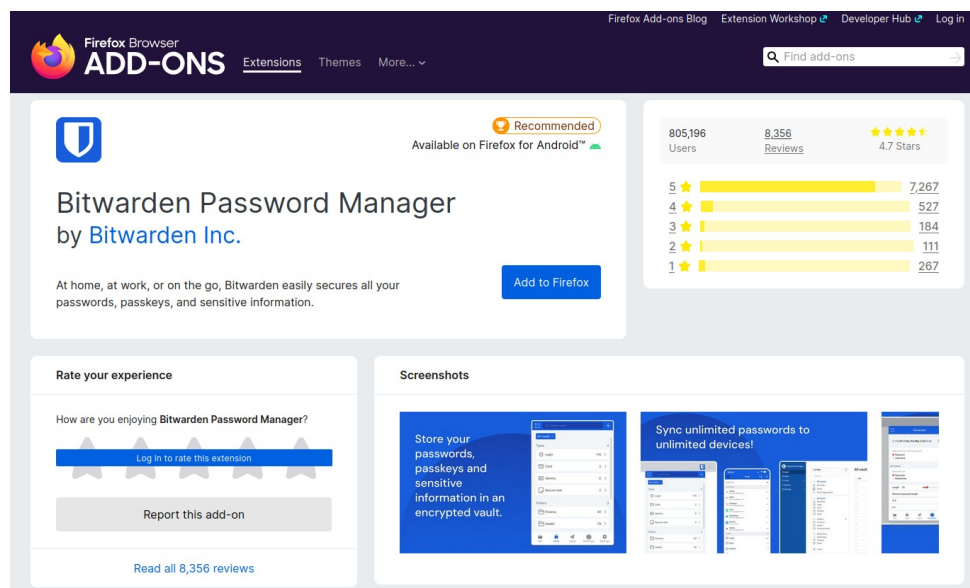 Firefox Add-ons Blog Extension Workshop Developer Hub Log in
Firefox Browser
ADD-ONS Extensions Themes More...
Find add-ons
Recommended
Available on Firefox for Android™
Bitwarden Password Manager
by Bitwarden Inc.
At home, at work, or on the go, Bitwarden easily secures all your
passwords, passkeys, and sensitive information.
Add to Firefox
805,196 8,356
Users Reviews 4.7 Stars
5 7,267
4 527
3 184
2 111
1 267
Rate your experience
How are you enjoying Bitwarden Password Manager?
Log in to rate this extension
Report this add-on
Read all 8,356 reviews
Screenshots
Store your
passwords,
passkeys and
sensitive
information in an
encrypted vault.
Login
Card
Identity
Secure note
Sync unlimited passwords to
unlimited devices!